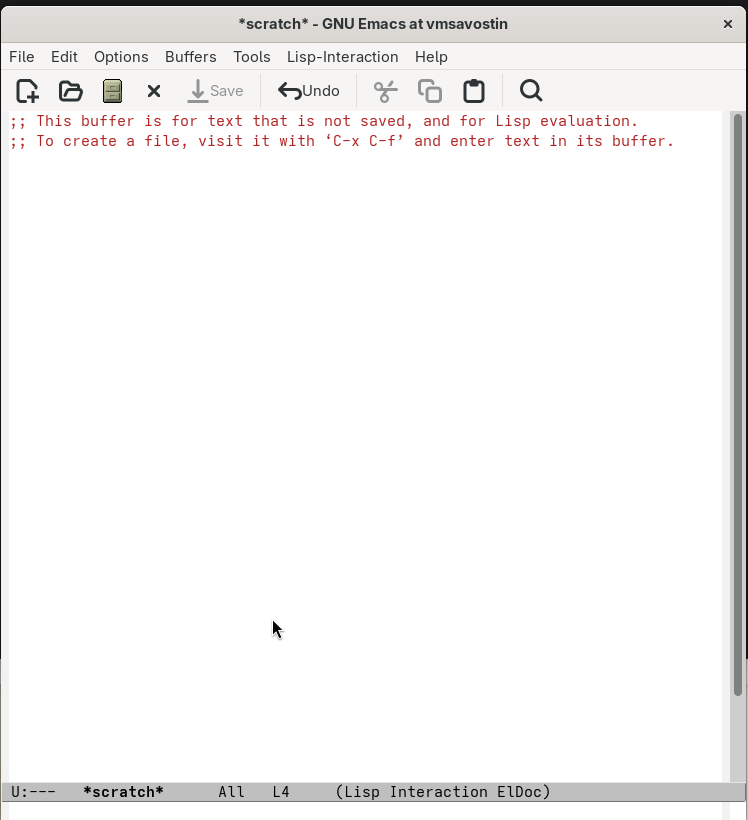 *scratch* - GNU Emacs at vmsavostin
File Edit Options Buffers Tools Lisp-Interaction Help
Save Undo
;; This buffer is for text that is not saved, and for Lisp evaluation.
;; To create a file, visit it with ‘C-x C-f’ and enter text in its buffer.
U:--- *scratch* All L4 (Lisp Interaction ElDoc)